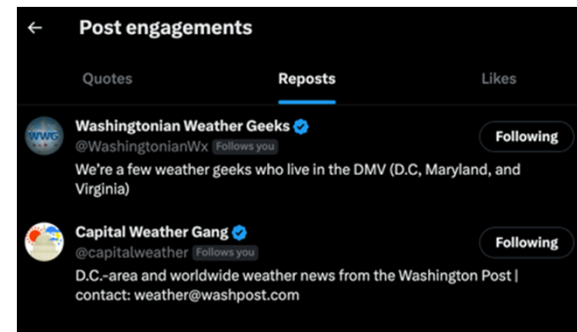 Post engagements
Quotes Reposts Likes
WWG
Washingtonian Weather Geeks
@WashingtonianWx Follows you
Following
We’re a few weather geeks who live in the DMV (D.C, Maryland, and
Virginia)
Capital Weather Gang
@capitalweather Follows you
Following
D.C.-area and worldwide weather news from the Washington Post |
contact: weather@washpost.com